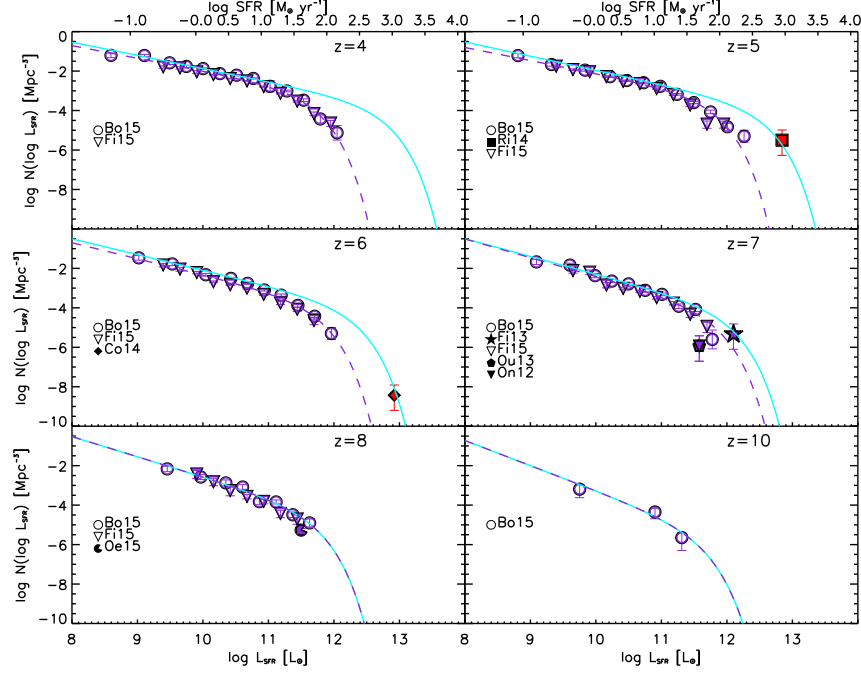 log SFR [M⊙ yr⁻¹] log SFR [M⊙ yr⁻¹]
−1.0 −0.0 0.5 1.0 1.5 2.0 2.5 3.0 3.5 4.0 −1.0 −0.0 0.5 1.0 1.5 2.0 2.5 3.0 3.5 4.0
0
−2
−4
−6
−8
log N(log L_SFR) [Mpc⁻³]
z=4
Bo15
Fi15
z=5
Bo15
Ri14
Fi15
−2
−4
−6
−8
−10
log N(log L_SFR) [Mpc⁻³]
z=6
Bo15
Fi15
Co14
z=7
Bo15
Fi13
Fi15
Ou13
On12
−2
−4
−6
−8
−10
log N(log L_SFR) [Mpc⁻³]
z=8
Bo15
Fi15
Oe15
z=10
Bo15
8 9 10 11 12 13 9 10 11 12 13
log L_SFR [L⊙] log L_SFR [L⊙]